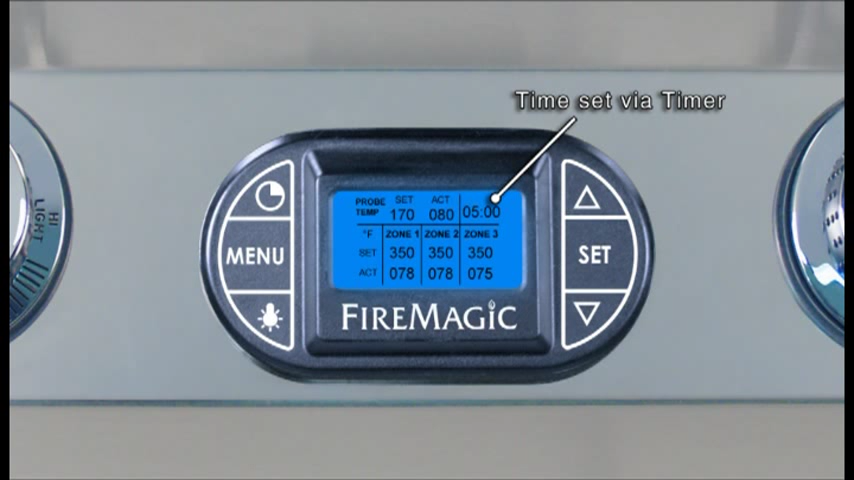 Time set via Timer
PROBE TEMP SET 170 ACT 080 05:00
°F ZONE 1 ZONE 2 ZONE 3
SET 350 350 350
ACT 078 078 075
MENU
SET
FIREMAGIC
HI
LIGHT